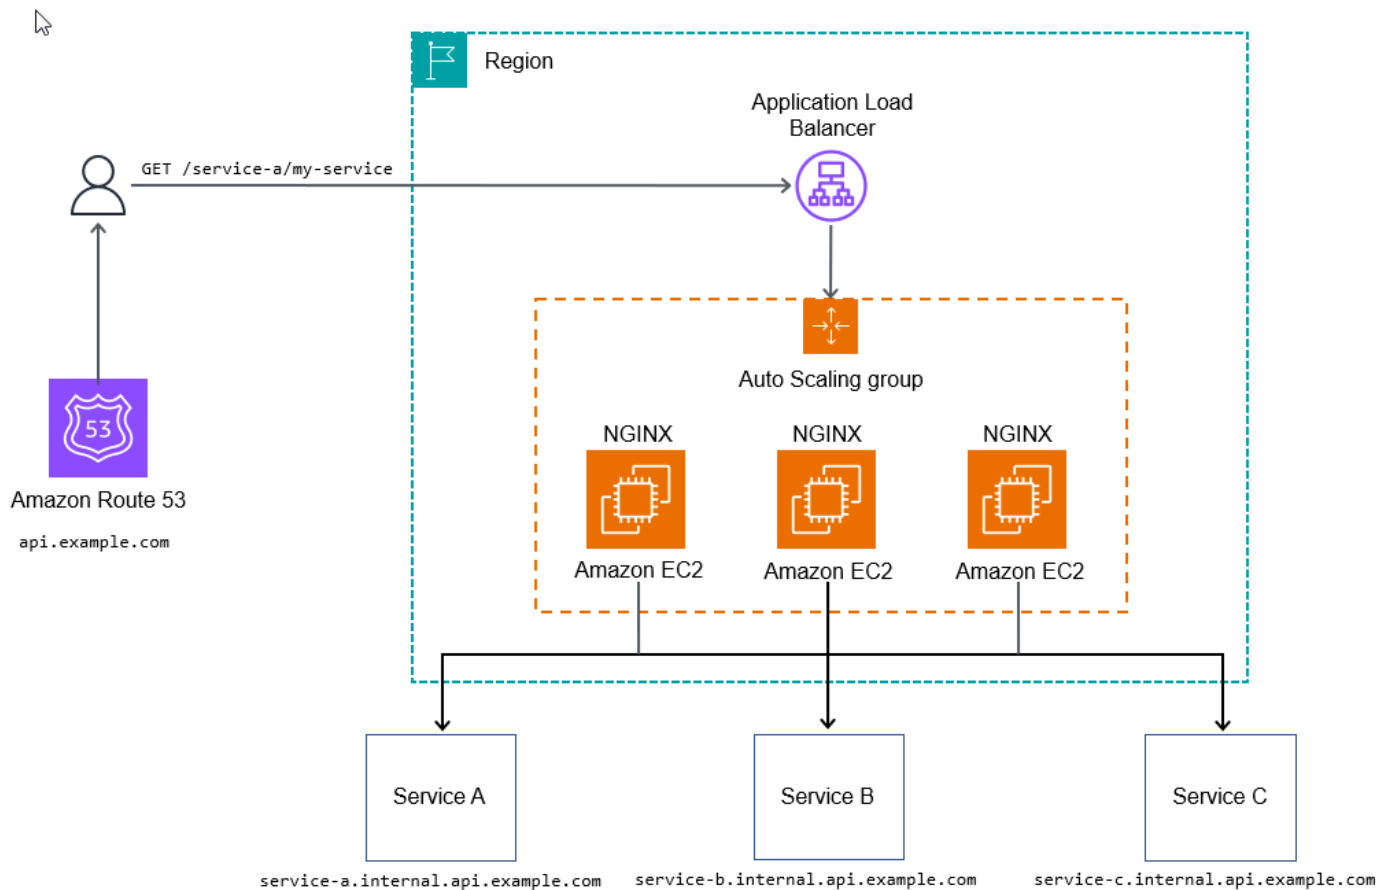 Region
Application Load
Balancer
GET /service-a/my-service
Auto Scaling group
NGINX
NGINX
NGINX
53
Amazon Route 53
api.example.com
Amazon EC2
Amazon EC2
Amazon EC2
Service A
Service B
Service C
service-a.internal.api.example.com
service-b.internal.api.example.com
service-c.internal.api.example.com